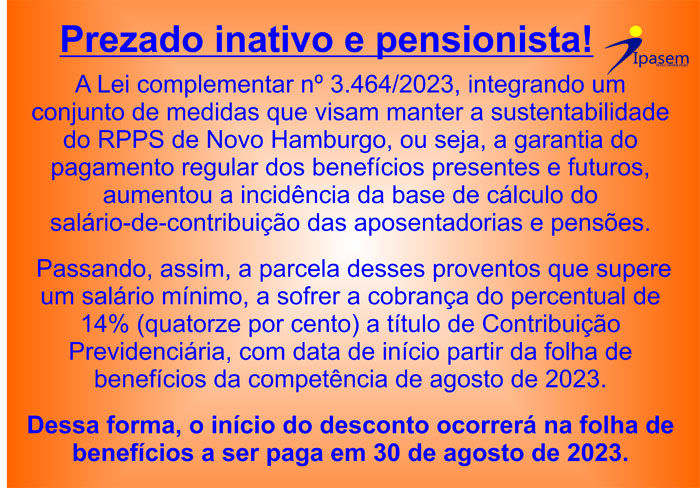 Prezado inativo e pensionista!
Ipasem
A Lei complementar nº 3.464/2023, integrando um
conjunto de medidas que visam manter a sustentabilidade
do RPPS de Novo Hamburgo, ou seja, a garantia do
pagamento regular dos benefícios presentes e futuros,
aumentou a incidência da base de cálculo do
salário-de-contribuição das aposentadorias e pensões.
Passando, assim, a parcela desses proventos que supere
um salário mínimo, a sofrer a cobrança do percentual de
14% (quatorze por cento) a título de Contribuição
Previdenciária, com data de início partir da folha de
benefícios da competência de agosto de 2023.
Dessa forma, o início do desconto ocorrerá na folha de
benefícios a ser paga em 30 de agosto de 2023.